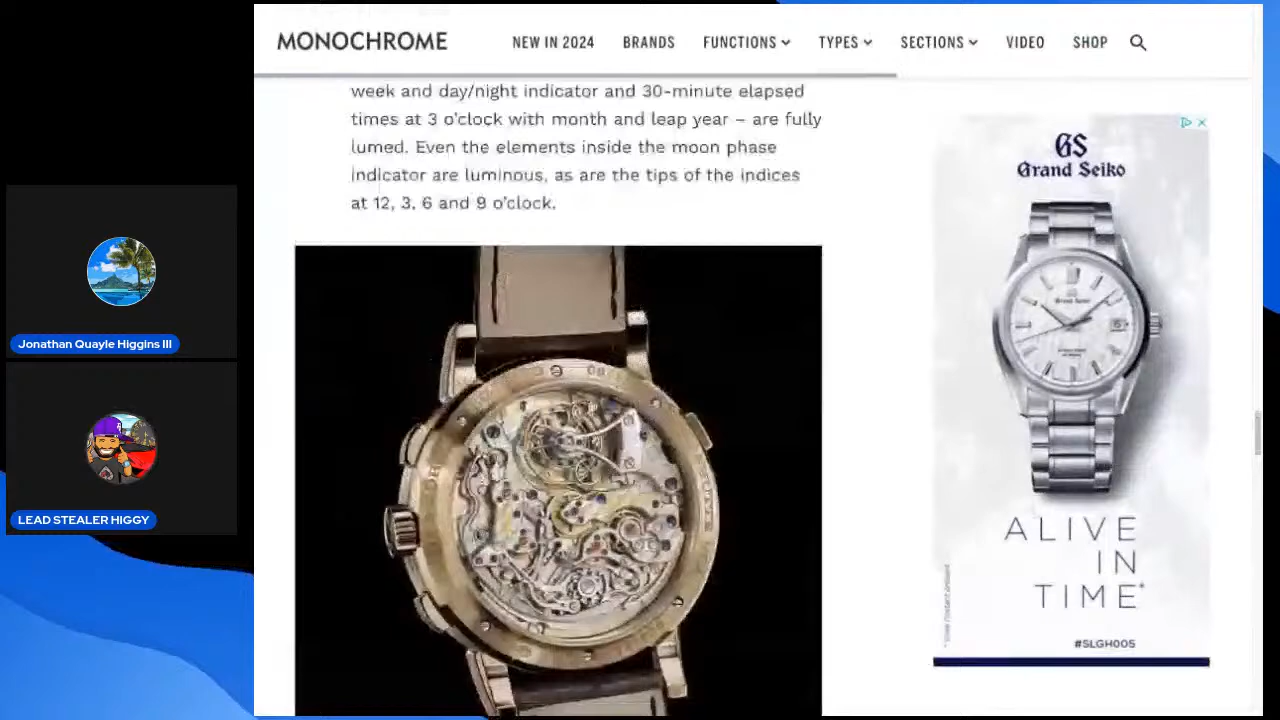 MONOCHROME
NEW IN 2024 BRANDS FUNCTIONS TYPES SECTIONS VIDEO SHOP
week and day/night indicator and 30-minute elapsed
times at 3 o'clock with month and leap year – are fully
lumed. Even the elements inside the moon phase
indicator are luminous, as are the tips of the indices
at 12, 3, 6 and 9 o'clock.
GS
Grand Seiko
Grand Seiko
ALIVE
IN
TIME*
#SLGH005
Jonathan Quayle Higgins III
LEAD STEALER HIGGY